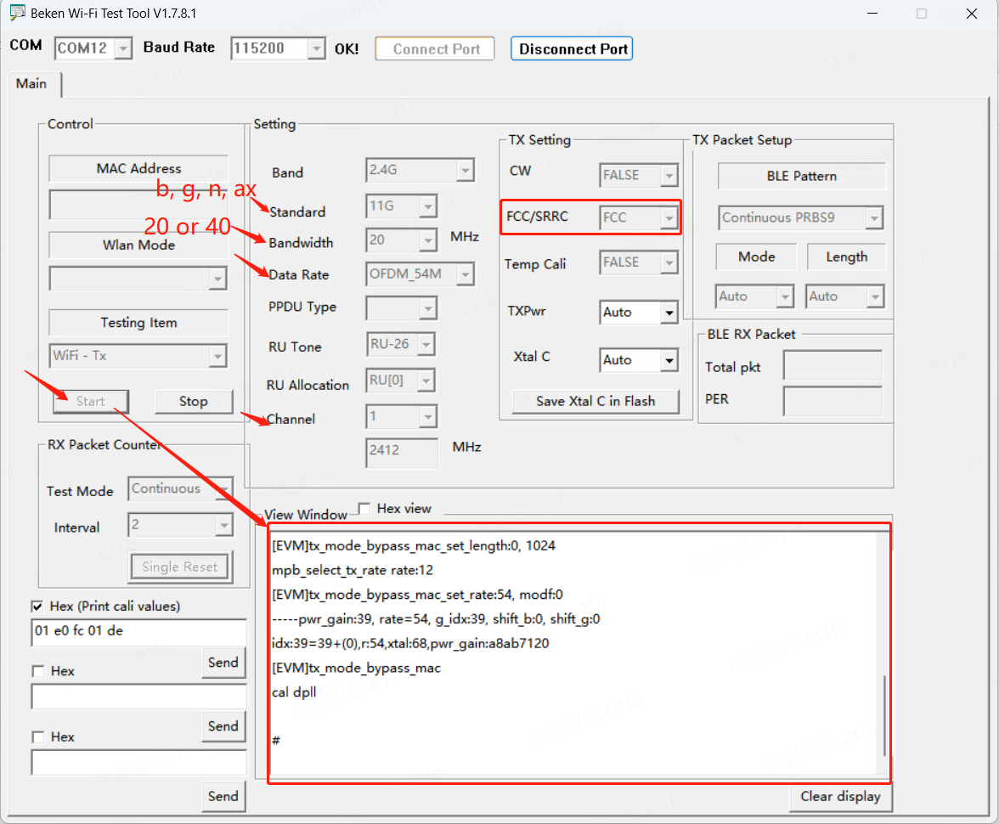 Beken Wi-Fi Test Tool V1.7.8.1
COM COM12 Baud Rate 115200 OK! Connect Port Disconnect Port
Main
Control
MAC Address
Wlan Mode
Testing Item
WiFi - Tx
Start Stop
b, g, n, ax
20 or 40
Setting
Band 2.4G
Standard 11G
Bandwidth 20 MHz
Data Rate OFDM_54M
PPDU Type
RU Tone RU-26
RU Allocation RU[0]
Channel 1
2412 MHz
TX Setting
CW FALSE
FCC/SRRC FCC
Temp Cali FALSE
TXPwr Auto
Xtal C Auto
Save Xtal C in Flash
TX Packet Setup
BLE Pattern
Continuous PRBS9
Mode Length
Auto Auto
BLE RX Packet
Total pkt
PER
RX Packet Counter
Test Mode Continuous
Interval 2
Single Reset
Hex (Print cali values)
01 e0 fc 01 de
Send
Hex
Send
Hex
Send
View Window Hex view
[EVM]tx_mode_bypass_mac_set_length:0, 1024
mpb_select_tx_rate rate:12
[EVM]tx_mode_bypass_mac_set_rate:54, modf:0
-----pwr_gain:39, rate=54, g_idx:39, shift_b:0, shift_g:0
idx:39=39+(0),r:54,xtal:68,pwr_gain:a8ab7120
[EVM]tx_mode_bypass_mac
cal dpll
#
Clear display